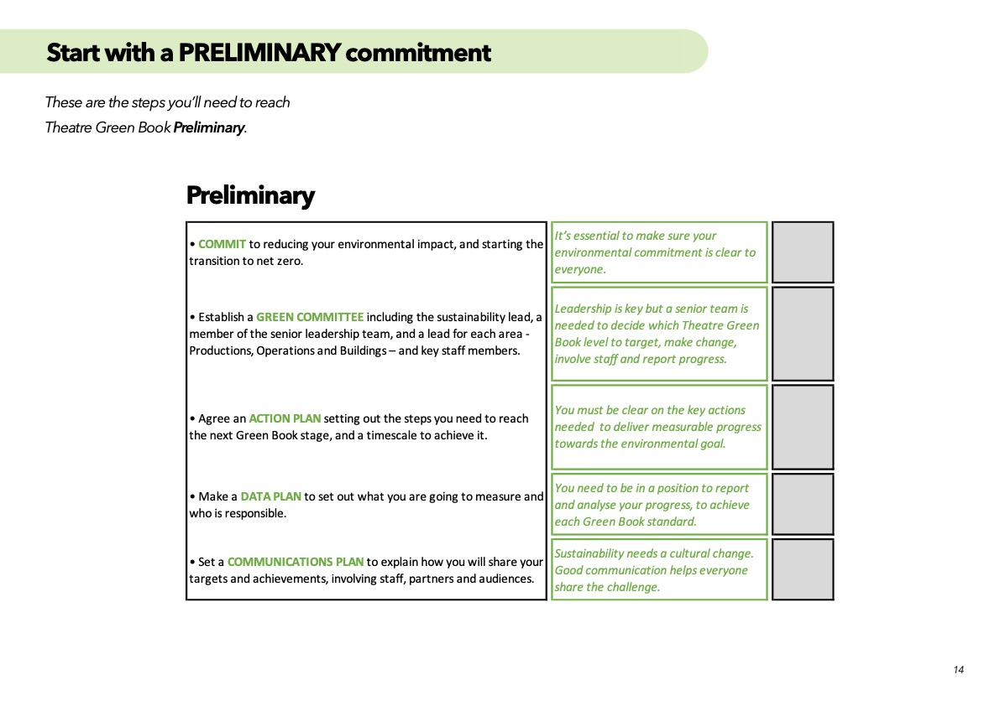 Start with a PRELIMINARY commitment
These are the steps you'll need to reach
Theatre Green Book Preliminary.
Preliminary
• COMMIT to reducing your environmental impact, and starting the
transition to net zero.
It's essential to make sure your
environmental commitment is clear to
everyone.
• Establish a GREEN COMMITTEE including the sustainability lead, a
member of the senior leadership team, and a lead for each area -
Productions, Operations and Buildings – and key staff members.
Leadership is key but a senior team is
needed to decide which Theatre Green
Book level to target, make change,
involve staff and report progress.
• Agree an ACTION PLAN setting out the steps you need to reach
the next Green Book stage, and a timescale to achieve it.
You must be clear on the key actions
needed  to deliver measurable progress
towards the environmental goal.
• Make a DATA PLAN to set out what you are going to measure and
who is responsible.
You need to be in a position to report
and analyse your progress, to achieve
each Green Book standard.
• Set a COMMUNICATIONS PLAN to explain how you will share your
targets and achievements, involving staff, partners and audiences.
Sustainability needs a cultural change.
Good communication helps everyone
share the challenge.
14